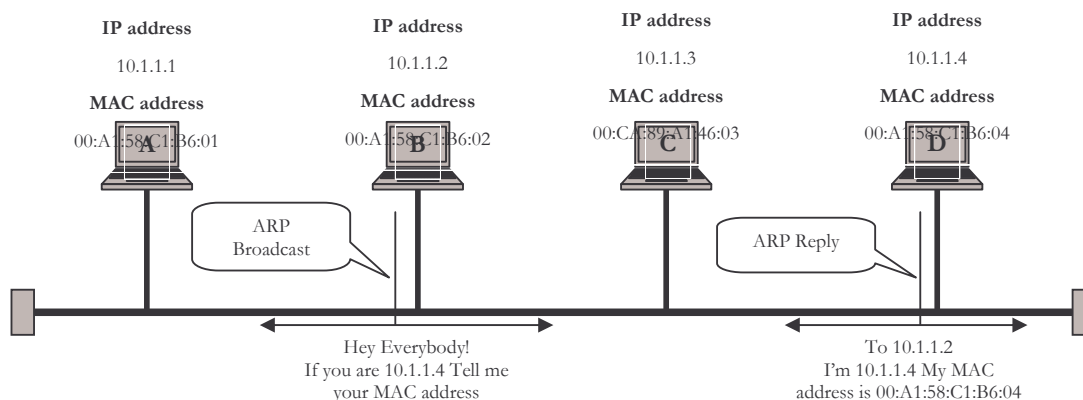 IP address
10.1.1.1
MAC address
00:A1:58:C1:B6:01
A
IP address
10.1.1.2
MAC address
00:A1:58:C1:B6:02
B
IP address
10.1.1.3
MAC address
00:CA:89:A1:46:03
C
IP address
10.1.1.4
MAC address
00:A1:58:C1:B6:04
D
ARP
Broadcast
ARP Reply
Hey Everybody!
If you are 10.1.1.4 Tell me
your MAC address
To 10.1.1.2
I'm 10.1.1.4 My MAC
address is 00:A1:58:C1:B6:04